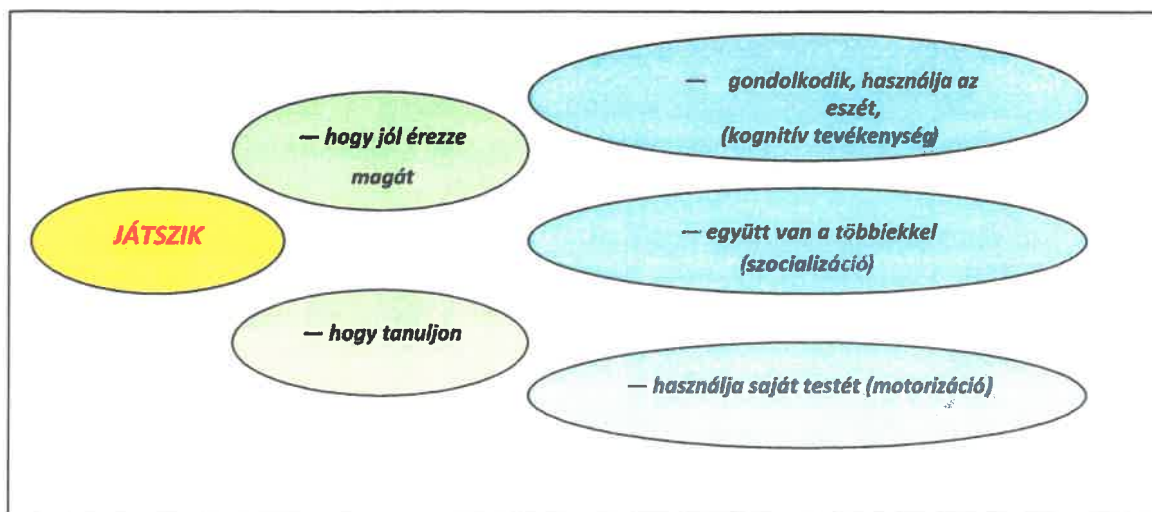 JÁTSZIK
— hogy jól érezze
magát
— hogy tanuljon
— gondolkodik, használja az
eszét,
(kognitív tevékenység)
— együtt van a többiekkel
(szocializáció)
— használja saját testét (motorizáció)